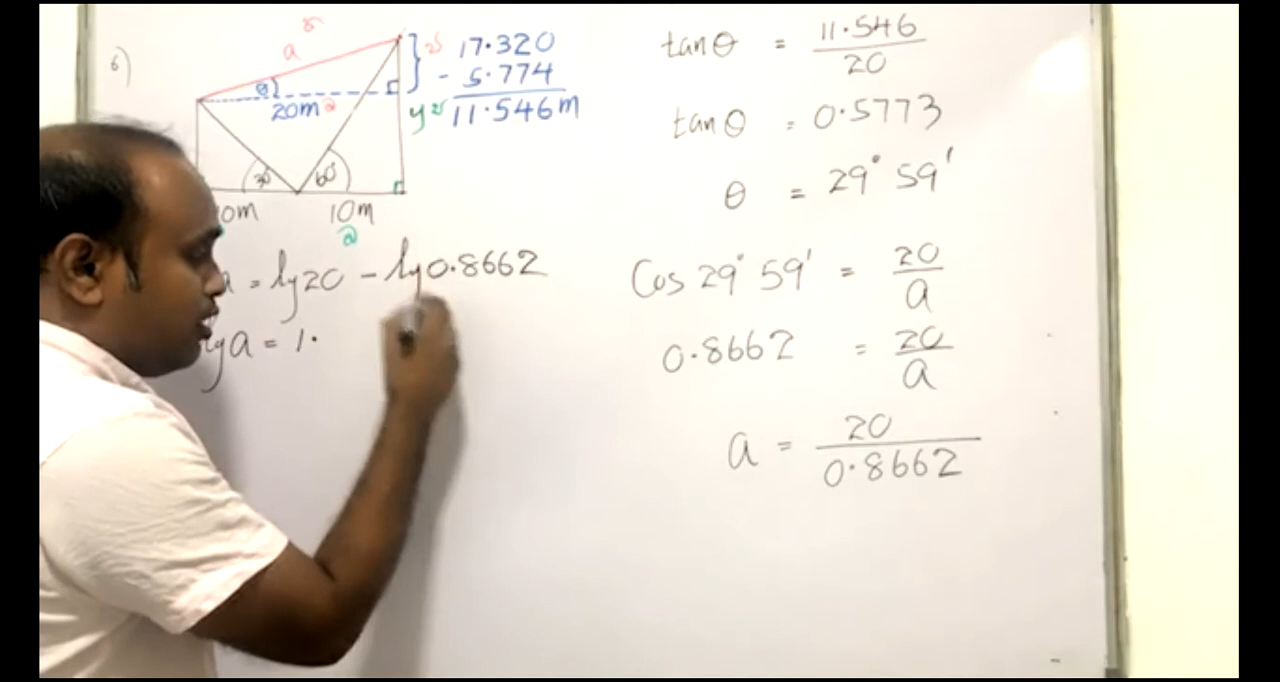 6)
a
17.320
- 5.774
11.546m
θ
20m
y
30°
60°
10m
a = lg20 - lg0.8662
lga = 1.
tanθ = 11.546
20
tanθ = 0.5773
θ = 29° 59'
Cos 29° 59' = 20
a
0.8662 = 20
a
a = 20
0.8662